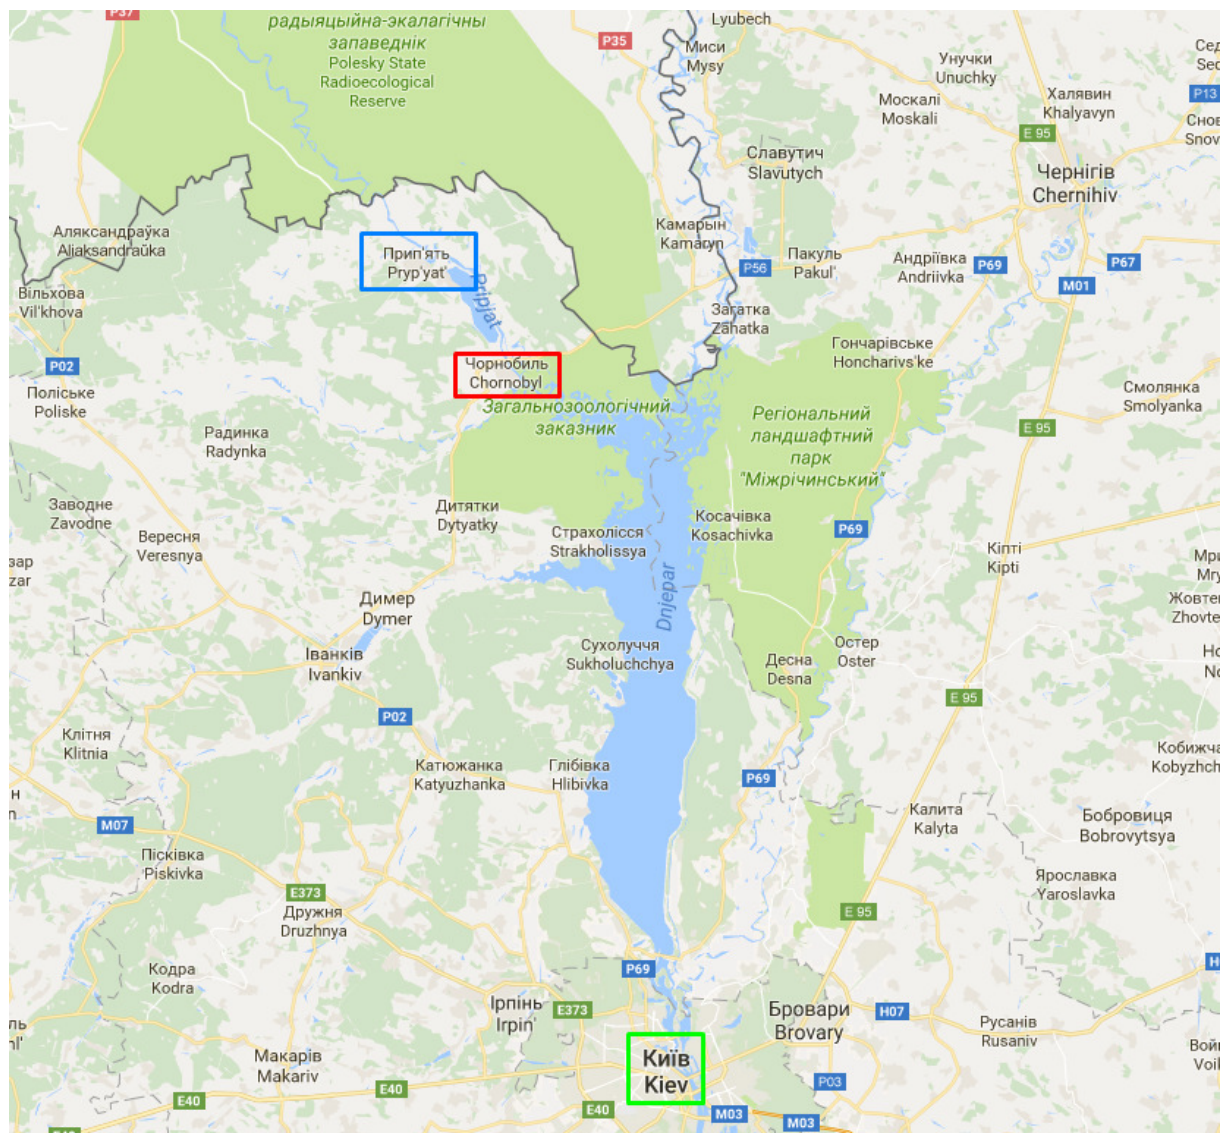 P37
радыяцыйна-экалагічны
запаведнік
Polesky State
Radioecological
Reserve
P35
Lyubech
Миси
Mysy
Унучки
Unuchky
Москалі
Moskali
Халявин
Khalyavyn
P13
E 95
Славутич
Slavutych
Чернігів
Chernihiv
Аляксандраўка
Aliaksandraŭka
Камарын
Kamaryn
Прип'ять
Pryp'yat'
Pripjat
Пакуль
Pakul'
P56
Андріївка
Andriivka
P69
P67
M01
Вільхова
Vil'khova
Загатка
Zahatka
Гончарівське
Honcharivs'ke
P02
Чорнобиль
Chornobyl
Поліське
Poliske
Загальнозоологічний
заказник
Регіональний
ландшафтний
парк
"Міжрічинський"
Смолянка
Smolyanka
E 95
Радинка
Radynka
Заводне
Zavodne
Дитятки
Dytyatky
Вересня
Veresnya
Страхолісся
Strakholissya
Косачівка
Kosachivka
P69
Кіпті
Kipti
Dnjepar
Димер
Dymer
Іванків
Ivankiv
Сухолуччя
Sukholuchchya
Десна
Desna
Остер
Oster
E 95
P02
Клітня
Klitnia
Катюжанка
Katyuzhanka
Глібівка
Hlibivka
P69
Калита
Kalyta
Бобровиця
Bobrovytsya
M07
Пісківка
Piskivka
Ярославка
Yaroslavka
E373
Дружня
Druzhnya
E 95
Кодра
Kodra
P69
Ірпінь
Irpin'
E373
Бровари
Brovary
H07
Русанів
Rusaniv
Макарів
Makariv
Київ
Kiev
E40
E40
E40
P03
M03
M03